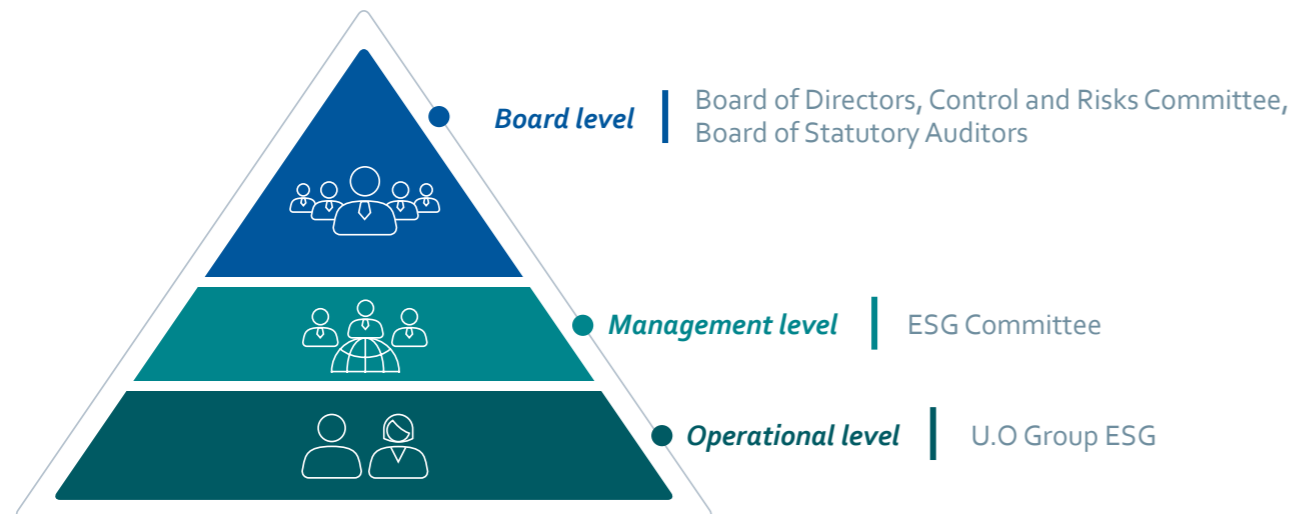 Board level
Board of Directors, Control and Risks Committee,
Board of Statutory Auditors
Management level
ESG Committee
Operational level
U.O Group ESG